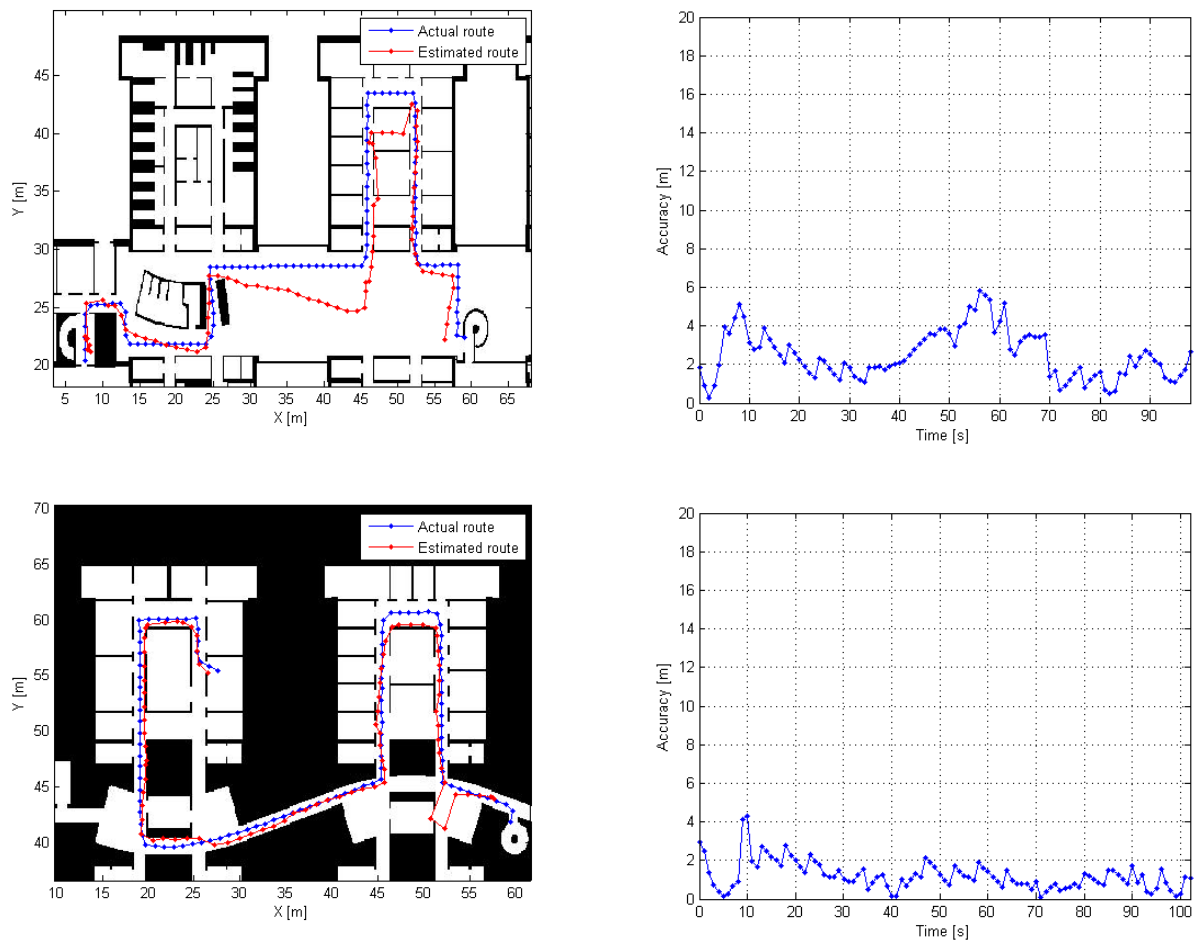 Actual route
Estimated route
45
40
35
30
25
20
Y [m]
5 10 15 20 25 30 35 40 45 50 55 60 65
X [m]
20
18
16
14
12
10
8
6
4
2
0
Accuracy [m]
0 10 20 30 40 50 60 70 80 90
Time [s]
Actual route
Estimated route
70
65
60
55
50
45
40
Y [m]
10 15 20 25 30 35 40 45 50 55 60
X [m]
20
18
16
14
12
10
8
6
4
2
0
Accuracy [m]
0 10 20 30 40 50 60 70 80 90 100
Time [s]